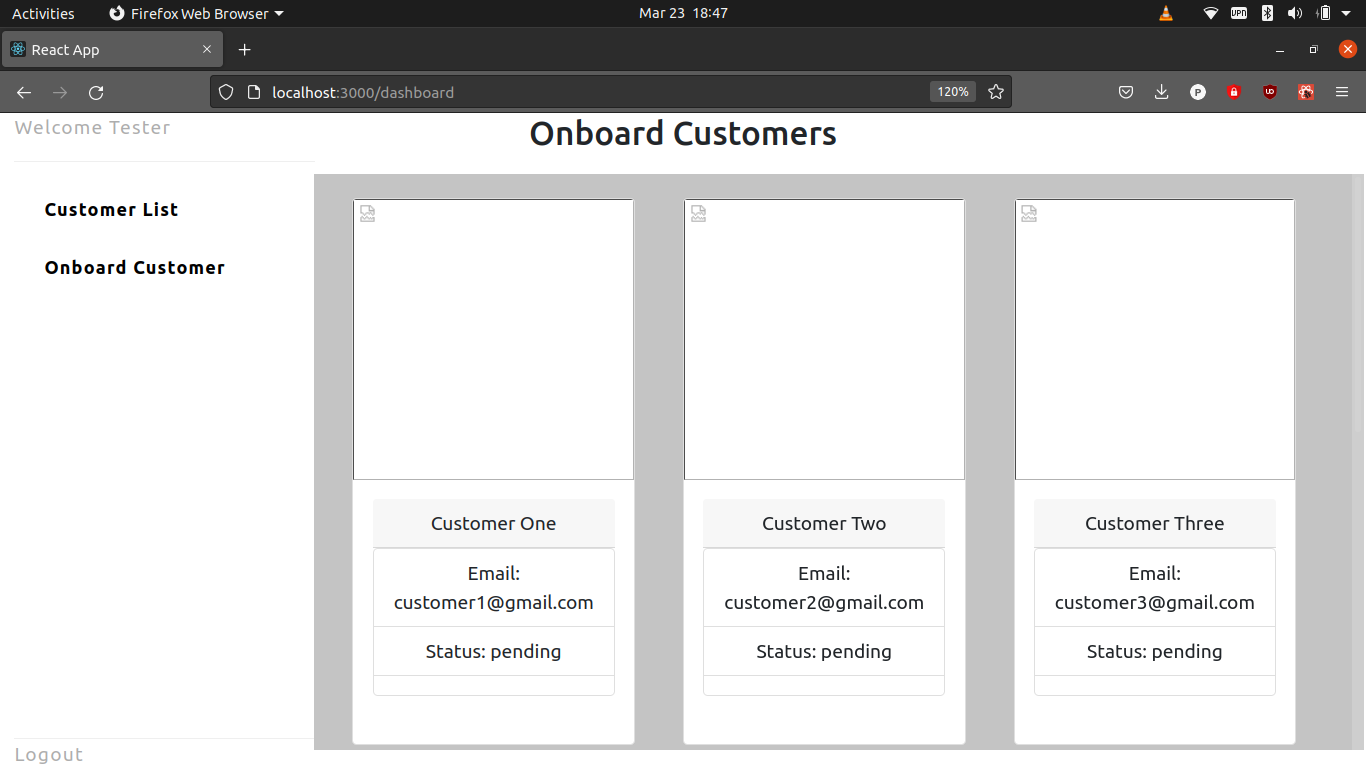 Activities
Firefox Web Browser
Mar 23 18:47
VPN
React App
localhost:3000/dashboard
120%
P
UD
Welcome Tester
Onboard Customers
Customer List
Onboard Customer
Customer One
Customer Two
Customer Three
Email:
customer1@gmail.com
Email:
customer2@gmail.com
Email:
customer3@gmail.com
Status: pending
Status: pending
Status: pending
Logout